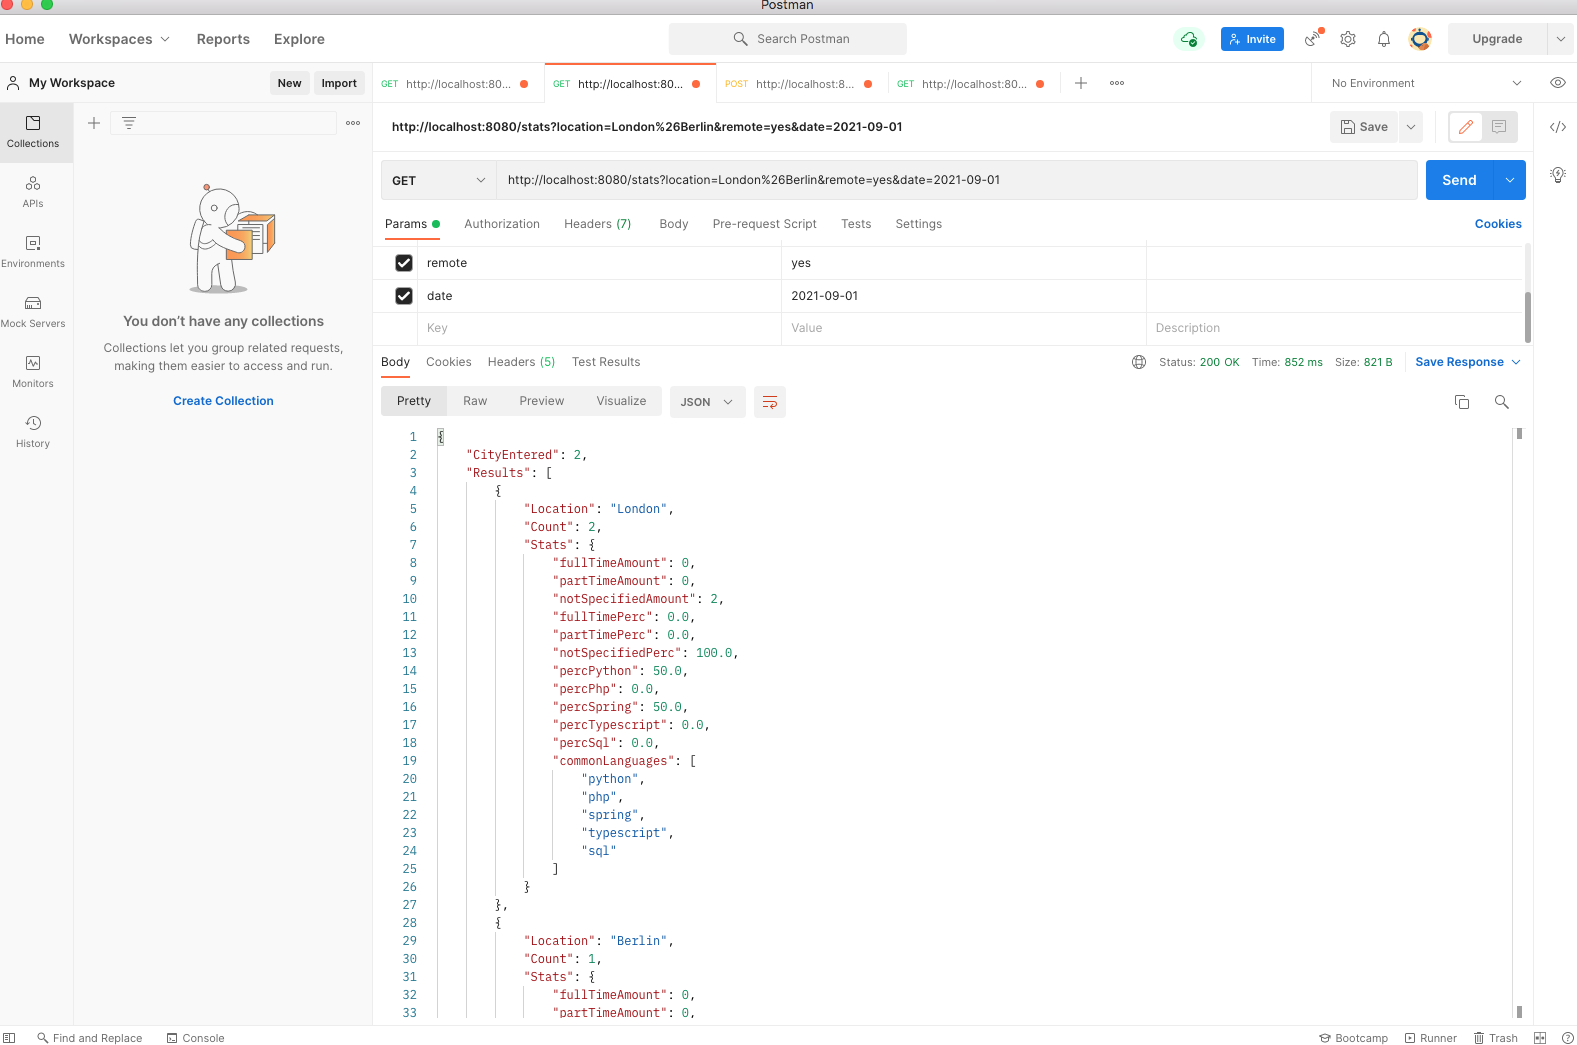 Postman
Home Workspaces Reports Explore Search Postman Invite Upgrade
My Workspace New Import GET http://localhost:80... GET http://localhost:80... POST http://localhost:8... GET http://localhost:80... No Environment
http://localhost:8080/stats?location=London%26Berlin&remote=yes&date=2021-09-01 Save
Collections
APIs
Environments
Mock Servers
Monitors
History
You don’t have any collections
Collections let you group related requests,
making them easier to access and run.
Create Collection
GET http://localhost:8080/stats?location=London%26Berlin&remote=yes&date=2021-09-01 Send
Params Authorization Headers (7) Body Pre-request Script Tests Settings Cookies
remote yes
date 2021-09-01
Key Value Description
Body Cookies Headers (5) Test Results Status: 200 OK Time: 852 ms Size: 821 B Save Response
Pretty Raw Preview Visualize JSON
1 {
2 "CityEntered": 2,
3 "Results": [
4 {
5 "Location": "London",
6 "Count": 2,
7 "Stats": {
8 "fullTimeAmount": 0,
9 "partTimeAmount": 0,
10 "notSpecifiedAmount": 2,
11 "fullTimePerc": 0.0,
12 "partTimePerc": 0.0,
13 "notSpecifiedPerc": 100.0,
14 "percPython": 50.0,
15 "percPhp": 0.0,
16 "percSpring": 50.0,
17 "percTypescript": 0.0,
18 "percSql": 0.0,
19 "commonLanguages": [
20 "python",
21 "php",
22 "spring",
23 "typescript",
24 "sql"
25 ]
26 }
27 },
28 {
29 "Location": "Berlin",
30 "Count": 1,
31 "Stats": {
32 "fullTimeAmount": 0,
33 "partTimeAmount": 0,
Find and Replace Console Bootcamp Runner Trash